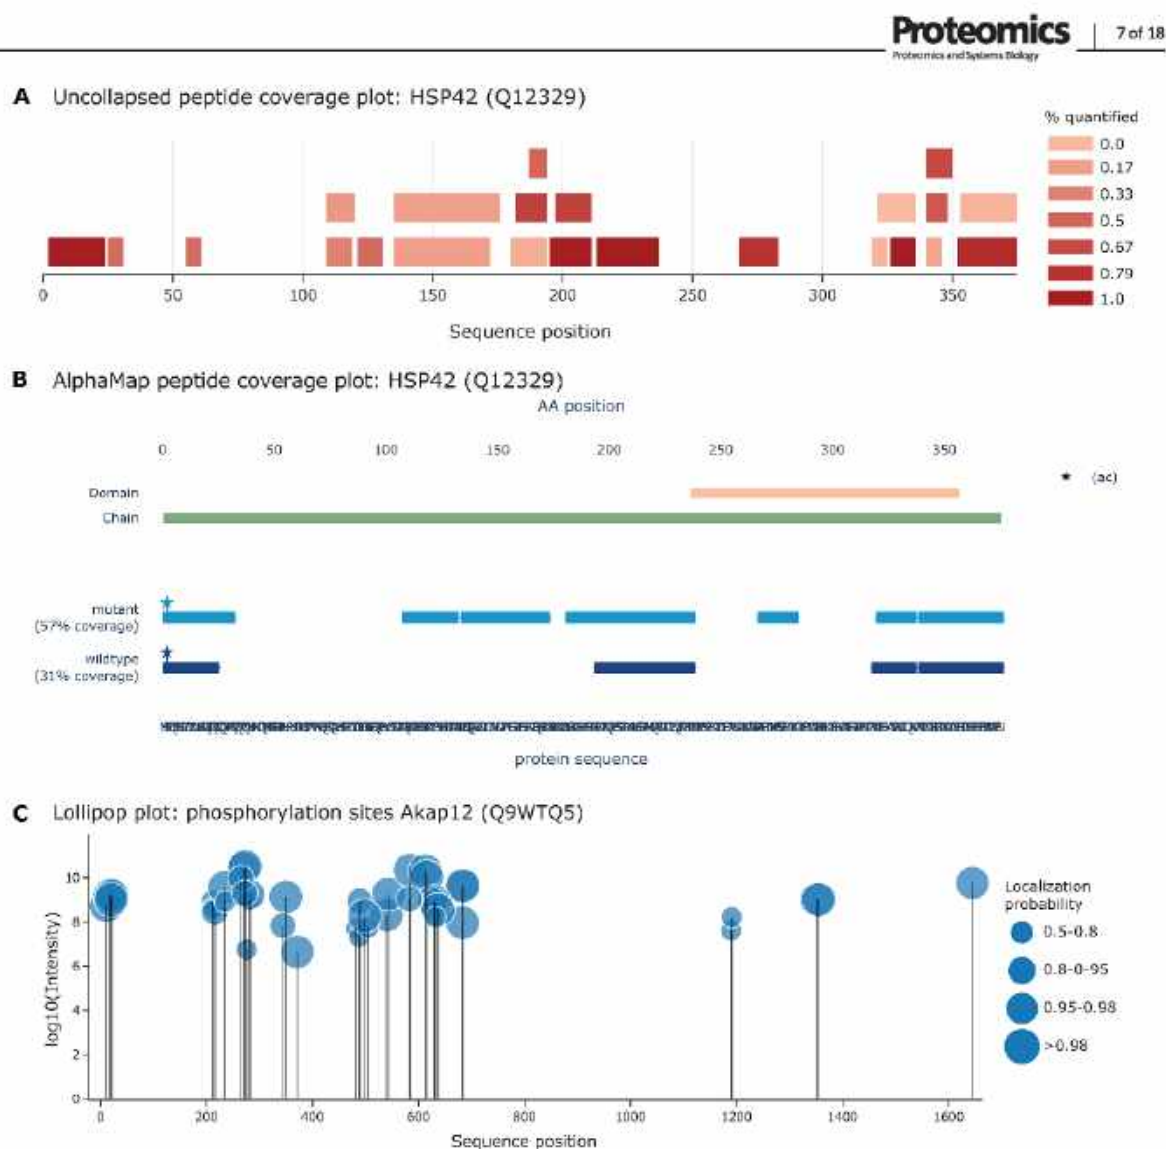 Proteomics
Proteomics and Systems Biology
7 of 18
A Uncollapsed peptide coverage plot: HSP42 (Q12329)
% quantified
0.0
0.17
0.33
0.5
0.67
0.79
1.0
0 50 100 150 200 250 300 350
Sequence position
B AlphaMap peptide coverage plot: HSP42 (Q12329)
AA position
0 50 100 150 200 250 300 350
★ (ac)
Domain
Chain
mutant
(57% coverage)
wildtype
(31% coverage)
protein sequence
C Lollipop plot: phosphorylation sites Akap12 (Q9WTQ5)
log10(Intensity)
10
8
6
4
2
0
0 200 400 600 800 1000 1200 1400 1600
Sequence position
Localization
probability
0.5-0.8
0.8-0-95
0.95-0.98
>0.98